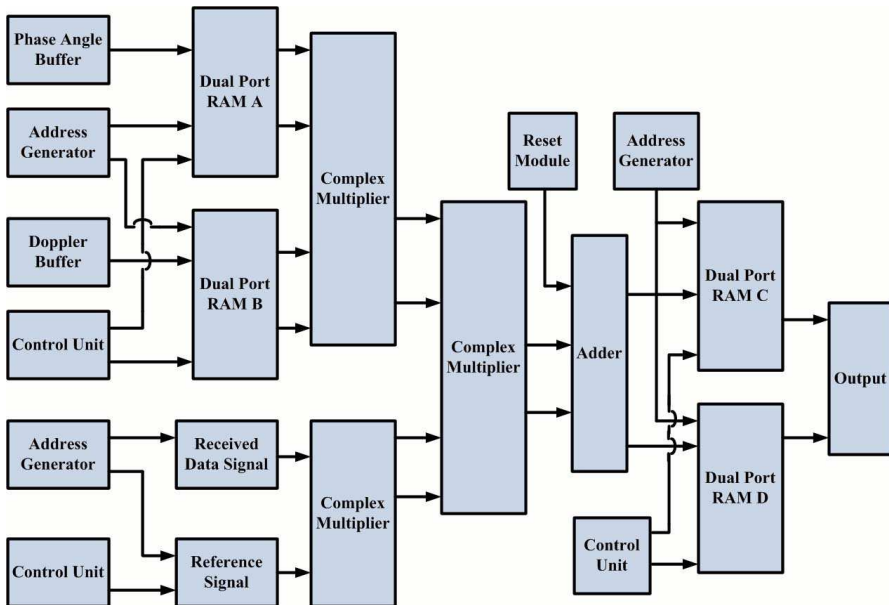 Phase Angle
Buffer
Address
Generator
Doppler
Buffer
Control Unit
Address
Generator
Control Unit
Dual Port
RAM A
Dual Port
RAM B
Received
Data Signal
Reference
Signal
Complex
Multiplier
Complex
Multiplier
Complex
Multiplier
Reset
Module
Adder
Address
Generator
Control
Unit
Dual Port
RAM C
Dual Port
RAM D
Output